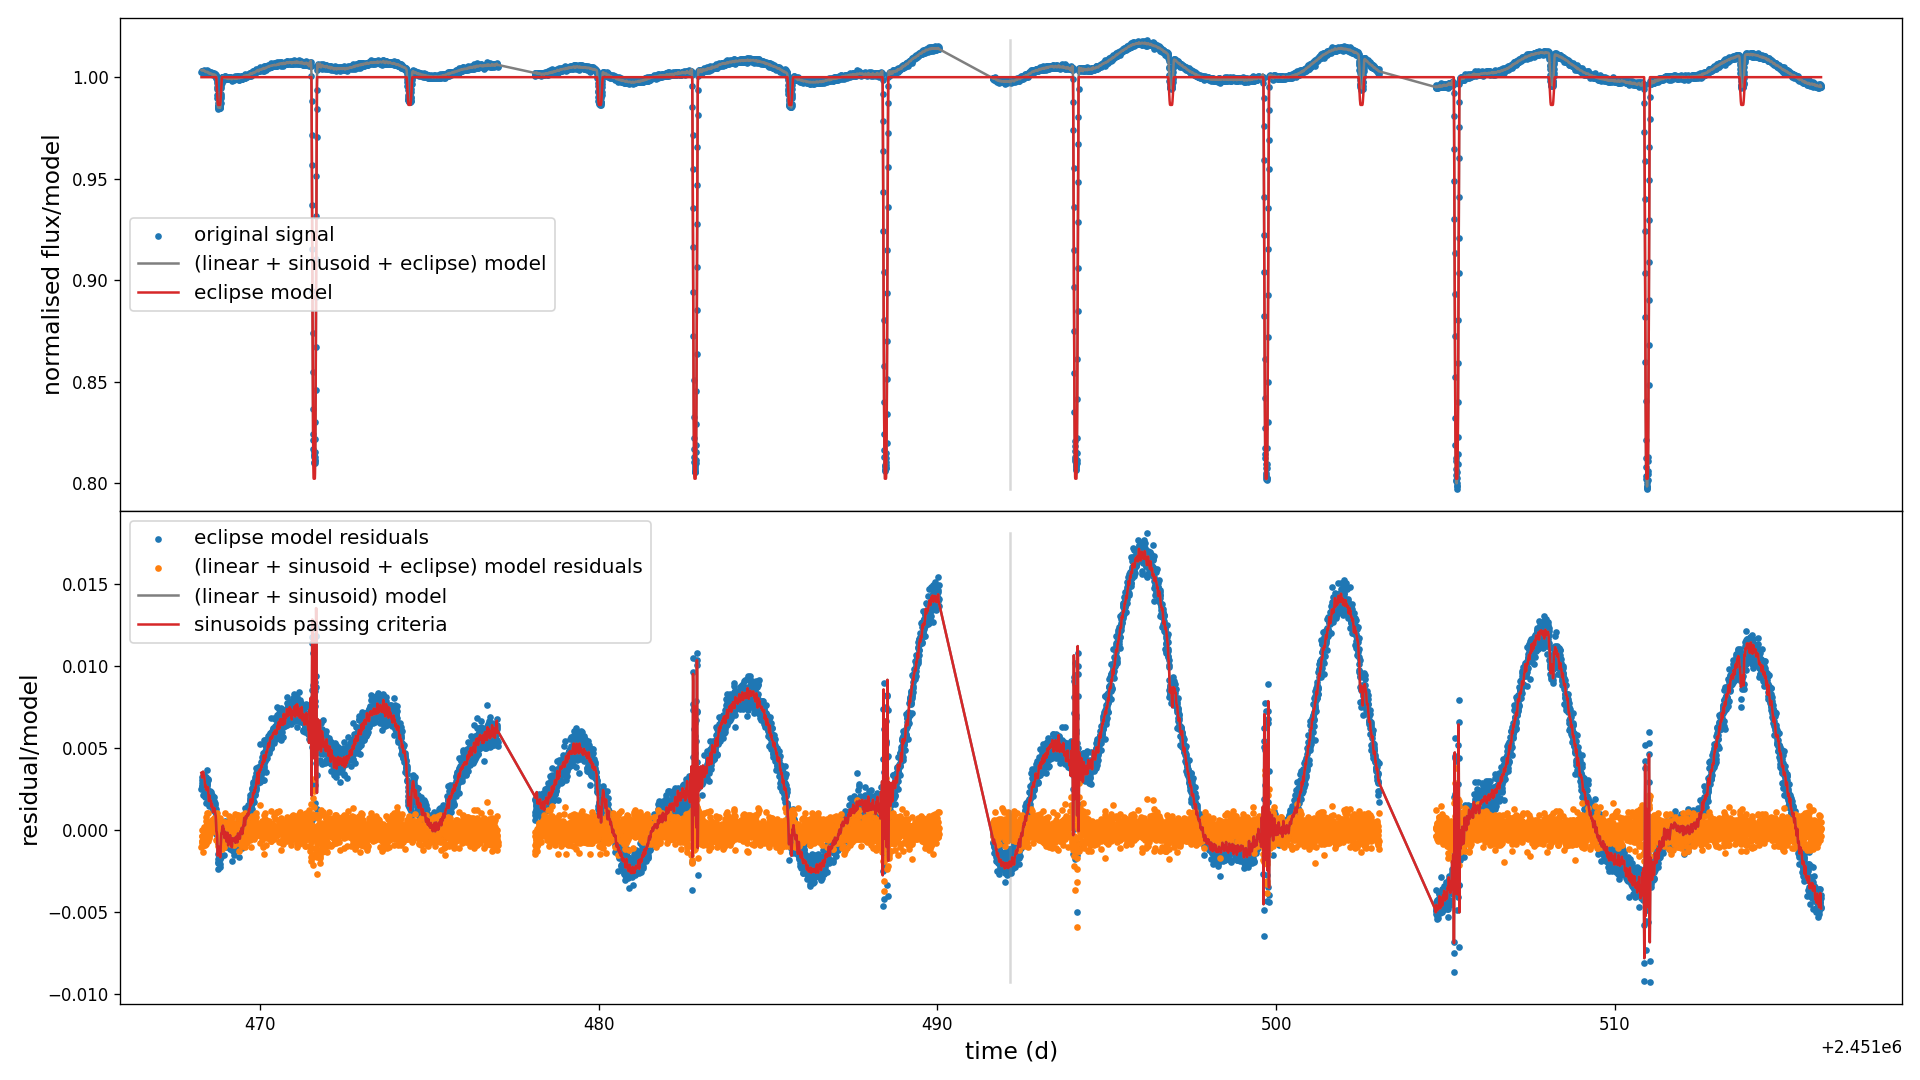 1.00
0.95
0.90
0.85
0.80
normalised flux/model
original signal
(linear + sinusoid + eclipse) model
eclipse model
0.015
0.010
0.005
0.000
−0.005
−0.010
residual/model
eclipse model residuals
(linear + sinusoid + eclipse) model residuals
(linear + sinusoid) model
sinusoids passing criteria
470
480
490
500
510
time (d)
+2.451e6